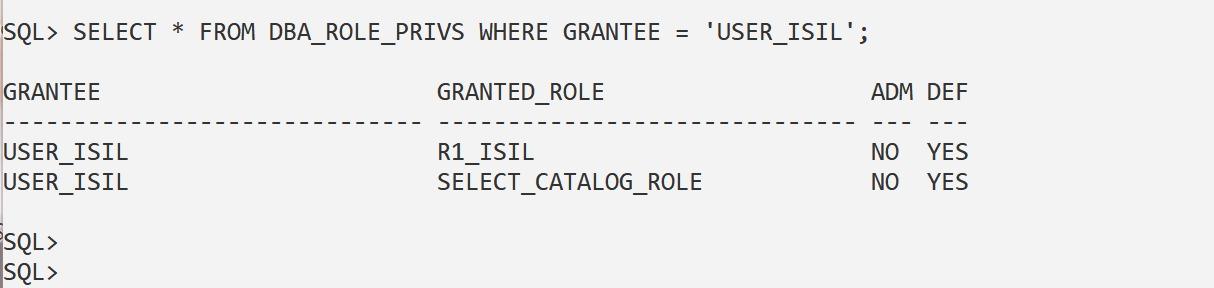 SQL> SELECT * FROM DBA_ROLE_PRIVS WHERE GRANTEE = 'USER_ISIL';
GRANTEE                        GRANTED_ROLE                   ADM DEF
------------------------------ ------------------------------ --- ---
USER_ISIL                      R1_ISIL                        NO  YES
USER_ISIL                      SELECT_CATALOG_ROLE            NO  YES
SQL>
SQL>